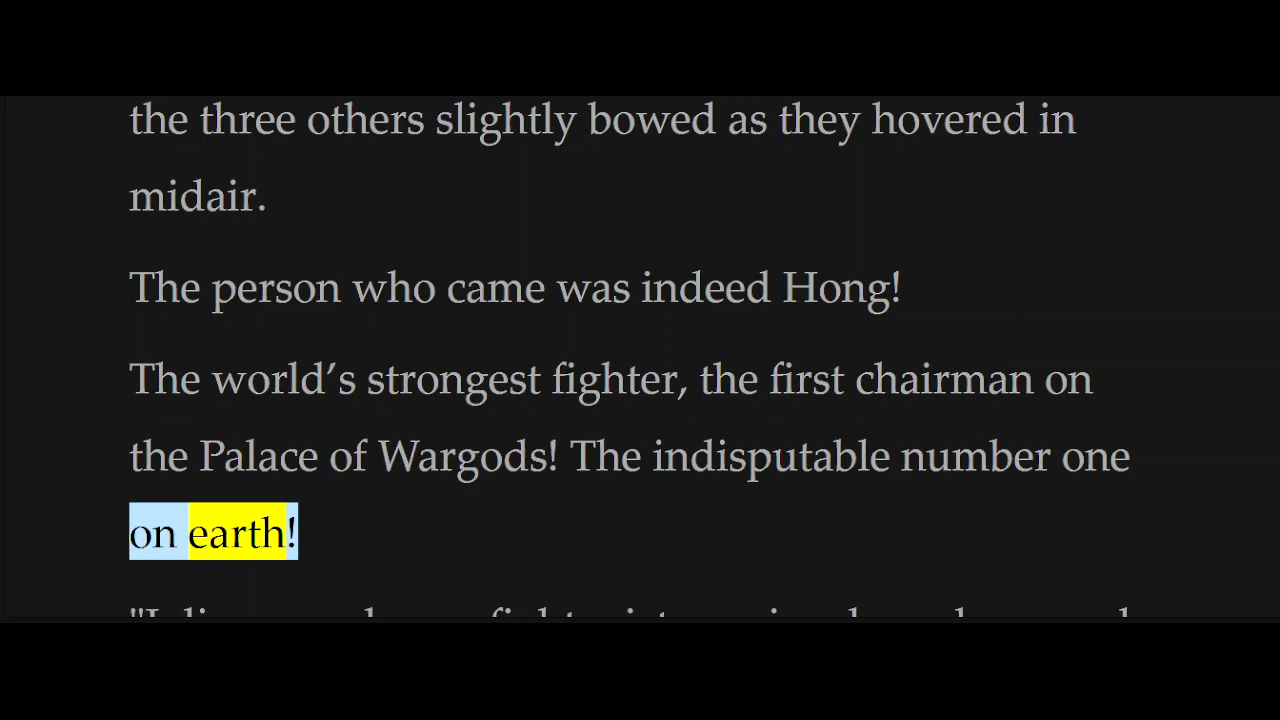 the three others slightly bowed as they hovered in
midair.
The person who came was indeed Hong!
The world’s strongest fighter, the first chairman on
the Palace of Wargods! The indisputable number one
on earth!